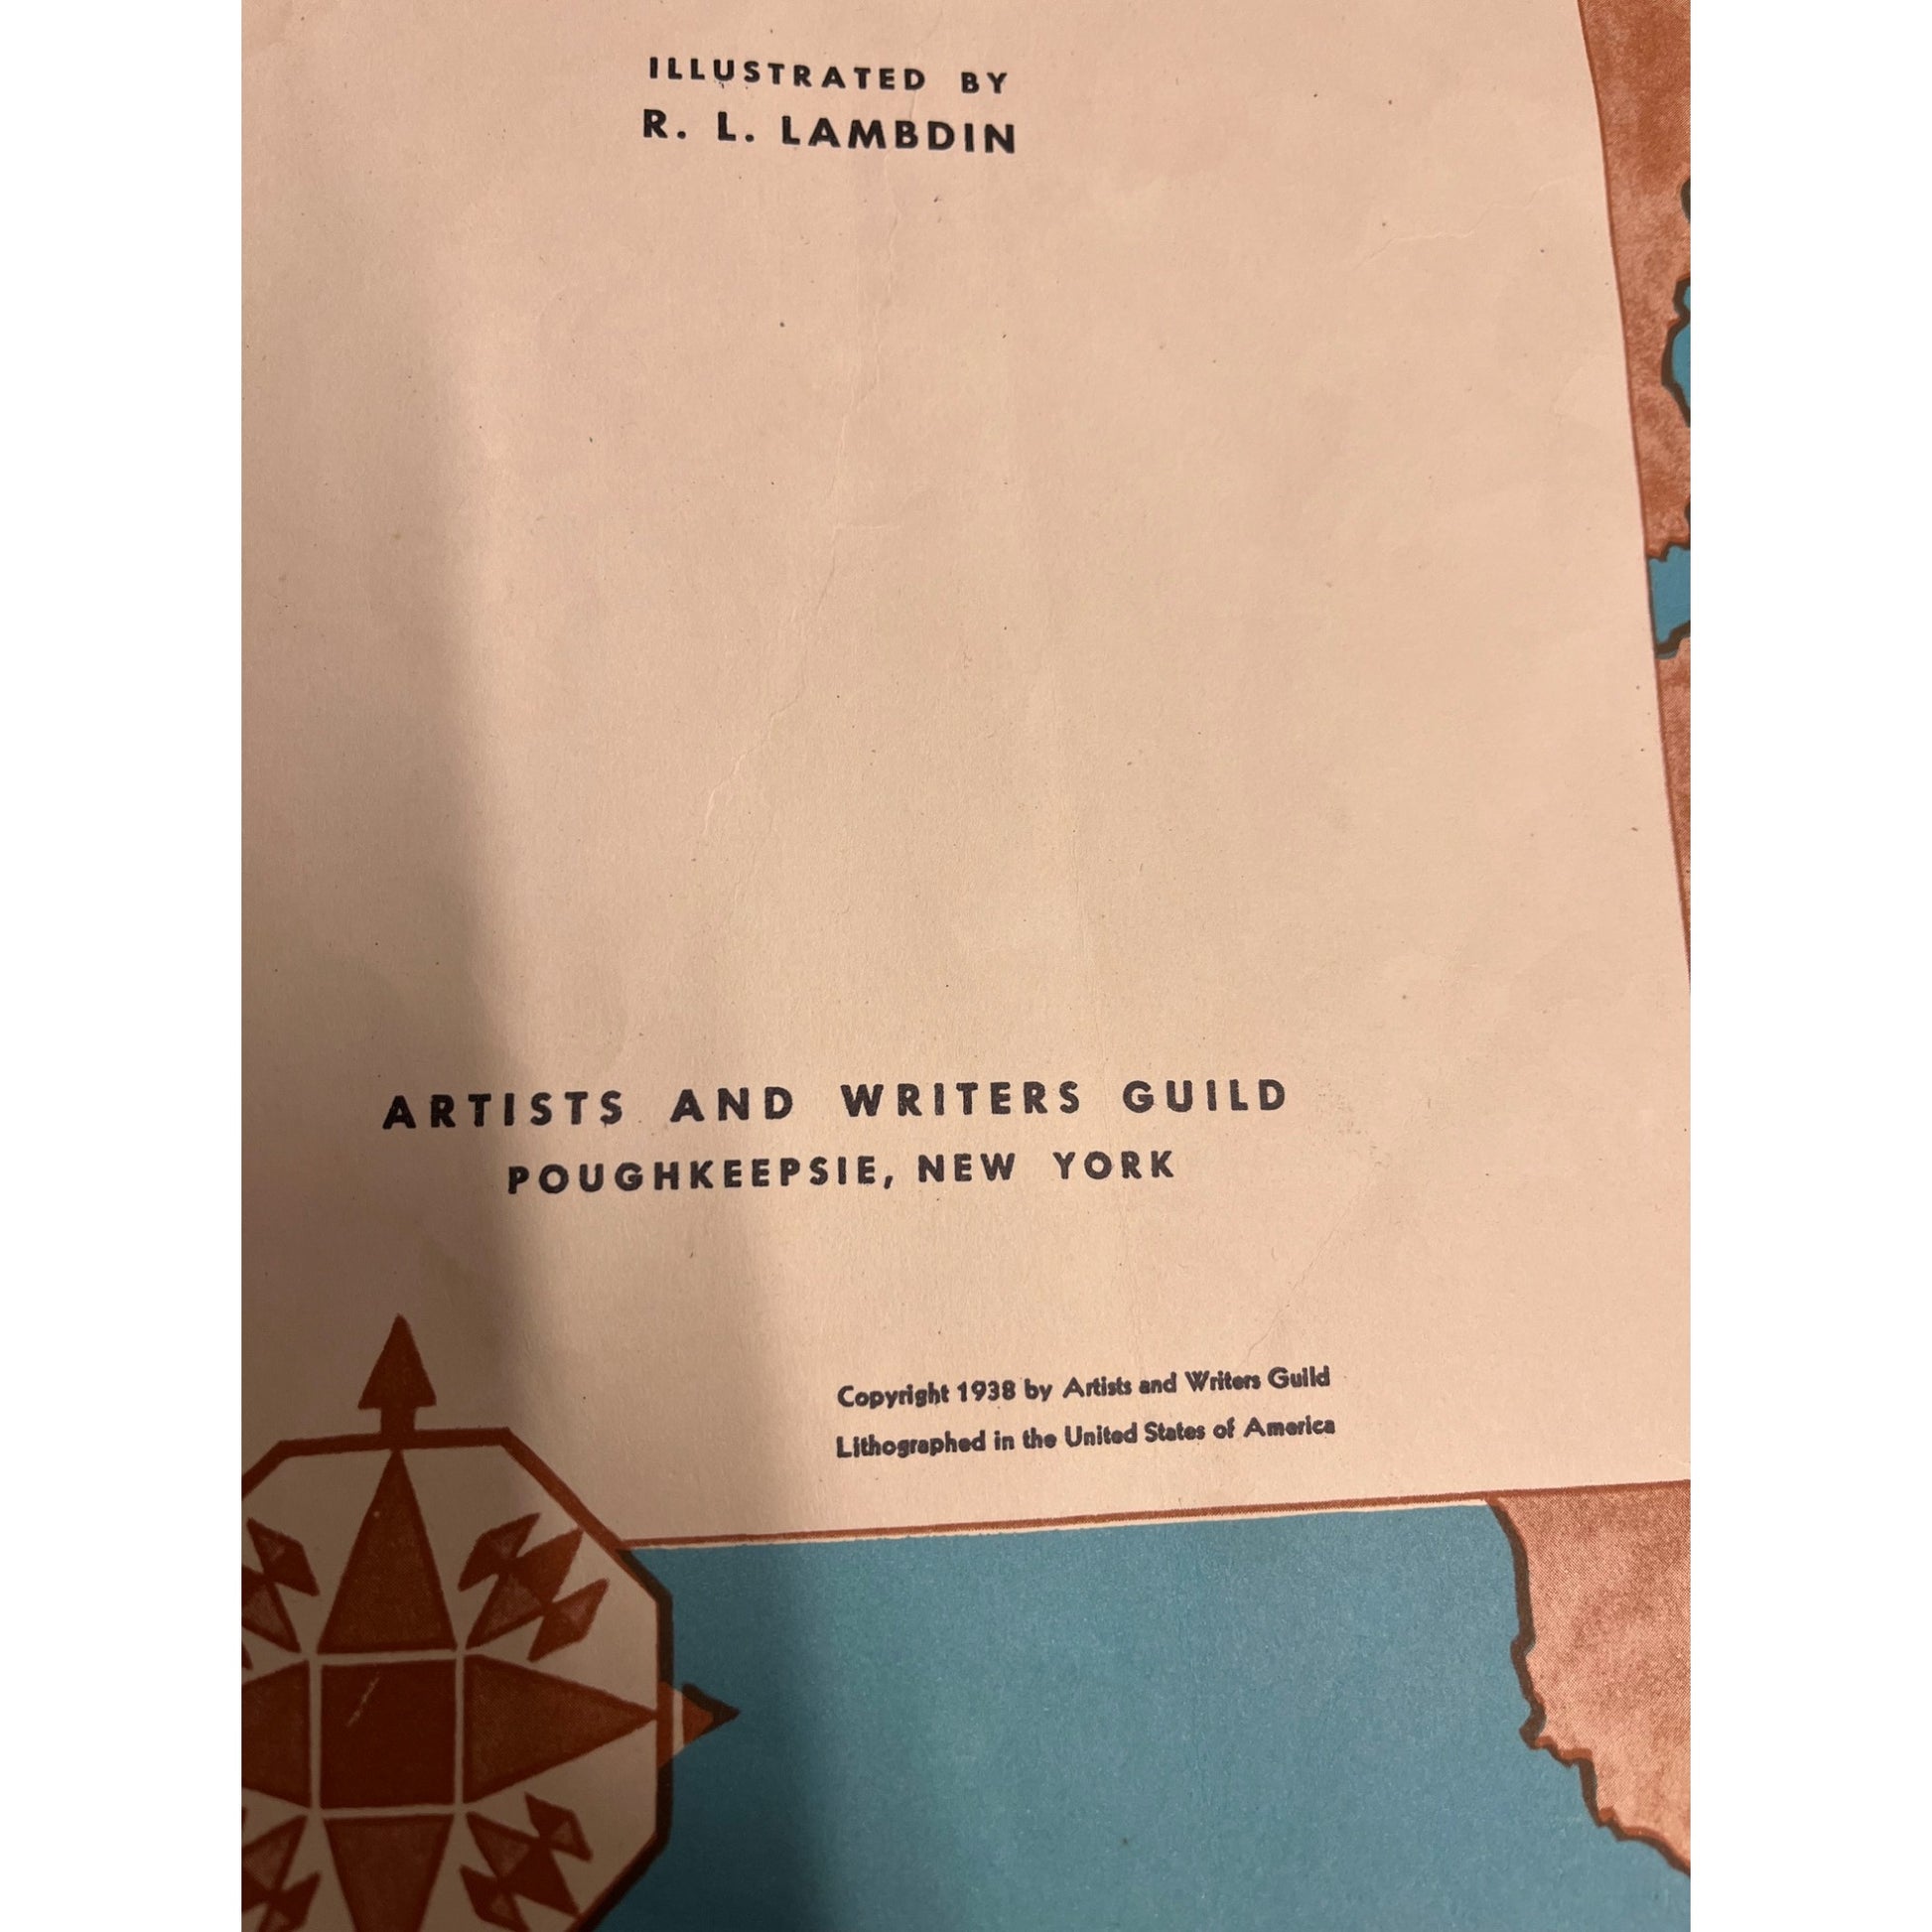 ILLUSTRATED BY
R. L. LAMBDIN
ARTISTS AND WRITERS GUILD
POUGHKEEPSIE, NEW YORK
Copyright 1938 by Artists and Writers Guild
Lithographed in the United States of America